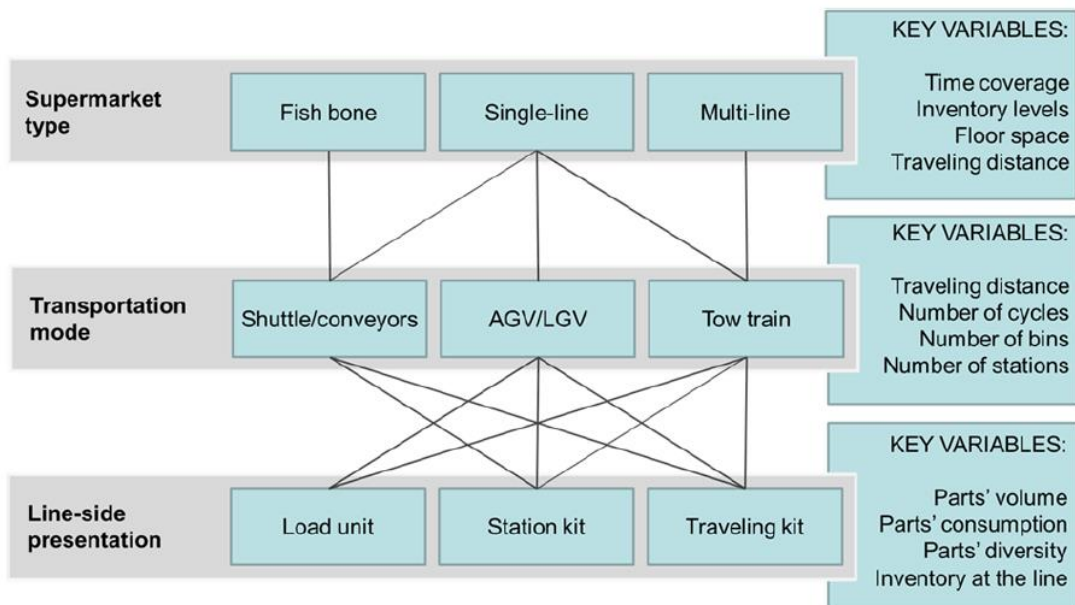 KEY VARIABLES:
Supermarket
type
Fish bone
Single-line
Multi-line
Time coverage
Inventory levels
Floor space
Traveling distance
KEY VARIABLES:
Transportation
mode
Shuttle/conveyors
AGV/LGV
Tow train
Traveling distance
Number of cycles
Number of bins
Number of stations
KEY VARIABLES:
Line-side
presentation
Load unit
Station kit
Traveling kit
Parts' volume
Parts' consumption
Parts' diversity
Inventory at the line